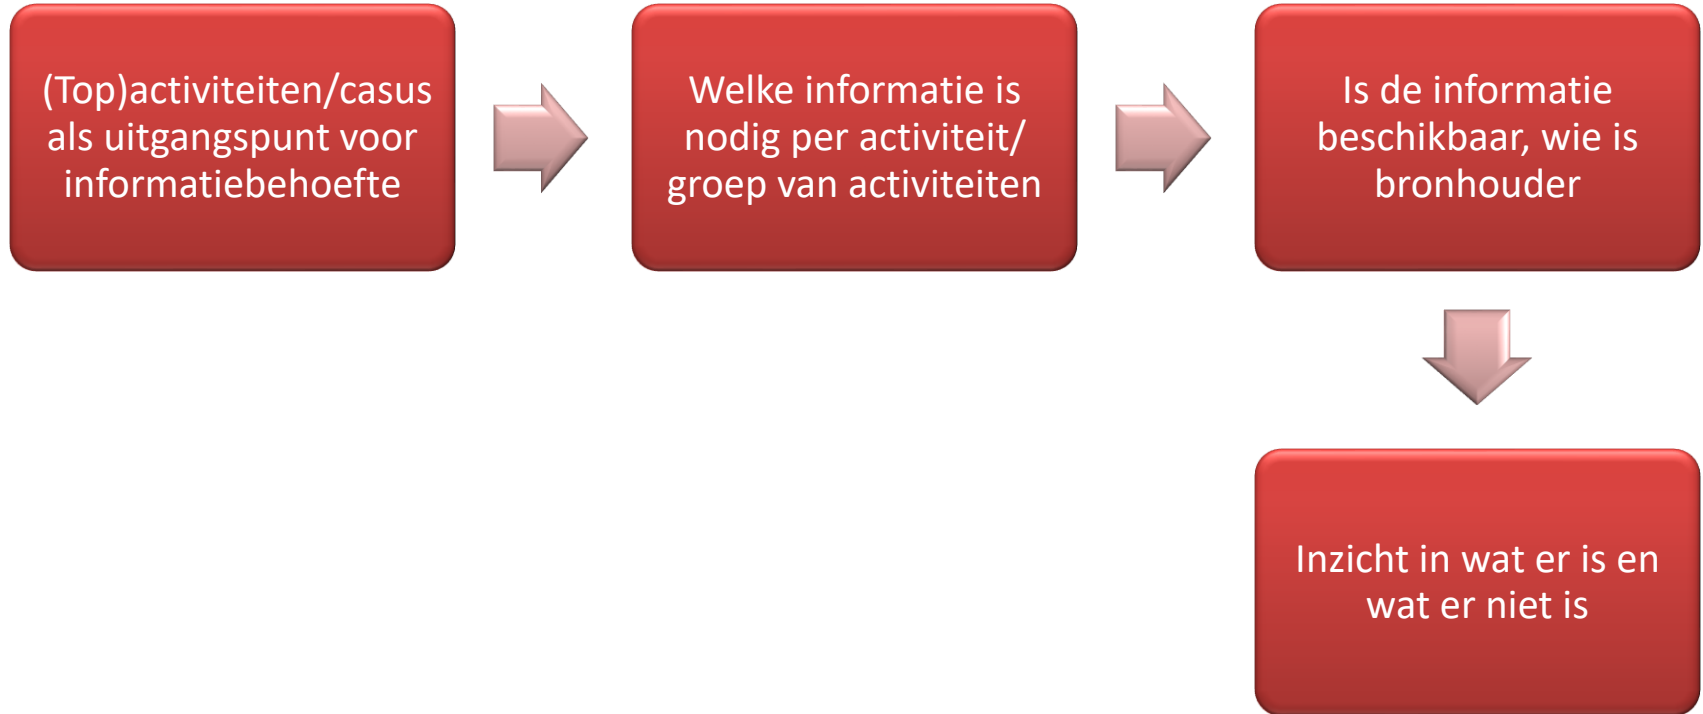 (Top)activiteiten/casus
als uitgangspunt voor
informatiebehoefte
Welke informatie is
nodig per activiteit/
groep van activiteiten
Is de informatie
beschikbaar, wie is
bronhouder
Inzicht in wat er is en
wat er niet is